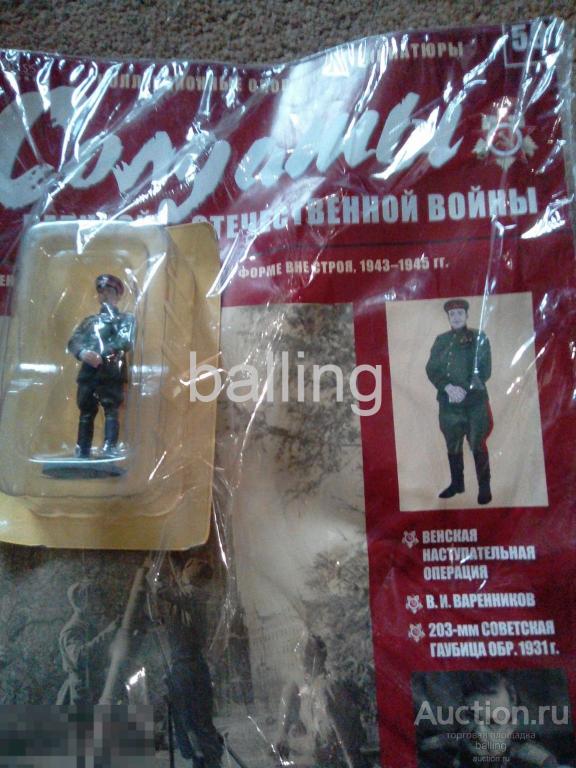 Солдаты
ОТЕЧЕСТВЕННОЙ ВОЙНЫ
ФОРМЕ ВНЕ СТРОЯ, 1943–1945 гг.
balling
ВЕНСКАЯ
НАСТУПАТЕЛЬНАЯ
ОПЕРАЦИЯ
В. И. ВАРЕННИКОВ
203-мм СОВЕТСКАЯ
ГАУБИЦА ОБР. 1931 г.
Auction.ru
торговая площадка
balling
auction.ru